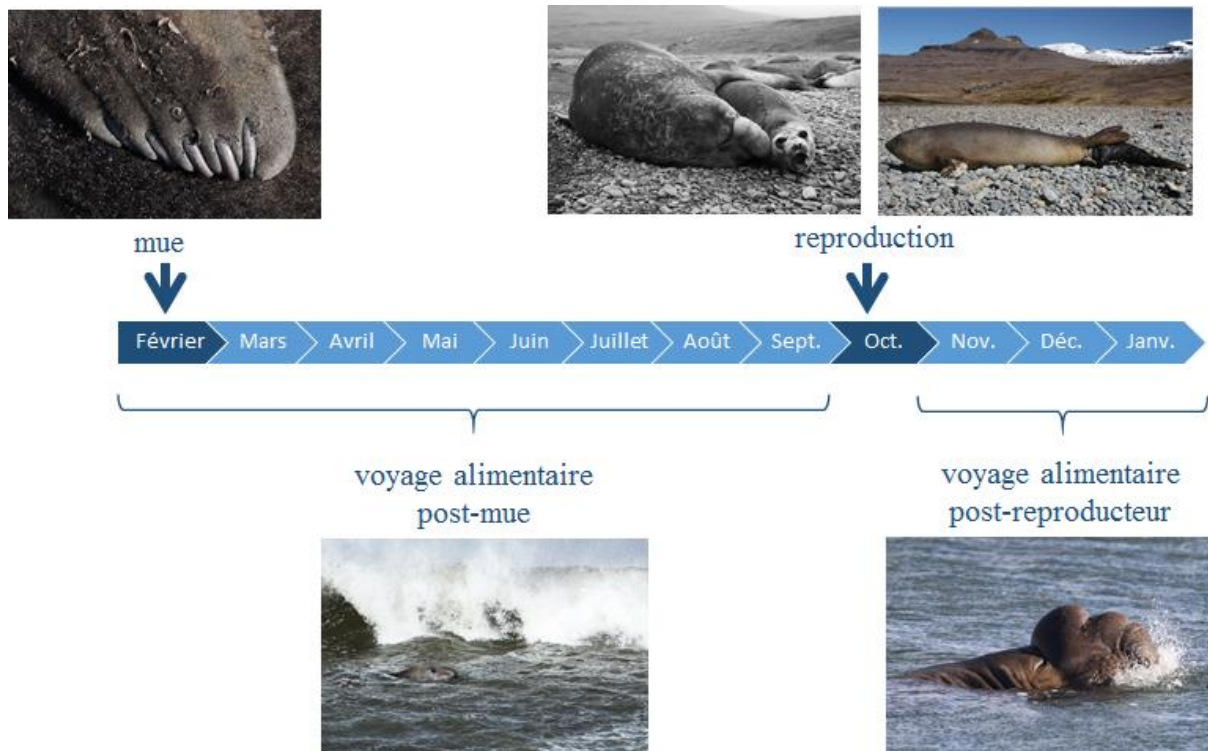 mue
reproduction
Février Mars Avril Mai Juin Juillet Août Sept. Oct. Nov. Déc. Janv.
voyage alimentaire
post-mue
voyage alimentaire
post-reproducteur